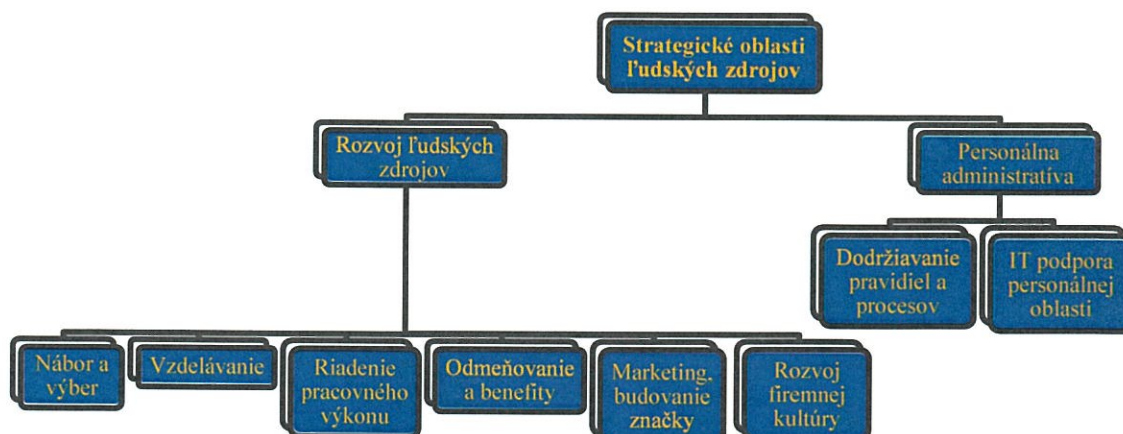 Strategické oblasti
ľudských zdrojov
Rozvoj ľudských
zdrojov
Personálna
administratíva
Dodržiavanie
pravidiel a
procesov
IT podpora
personálnej
oblasti
Nábor a
výber
Vzdelávanie
Riadenie
pracovného
výkonu
Odmeňovanie
a benefity
Marketing,
budovanie
značky
Rozvoj
firemnej
kultúry